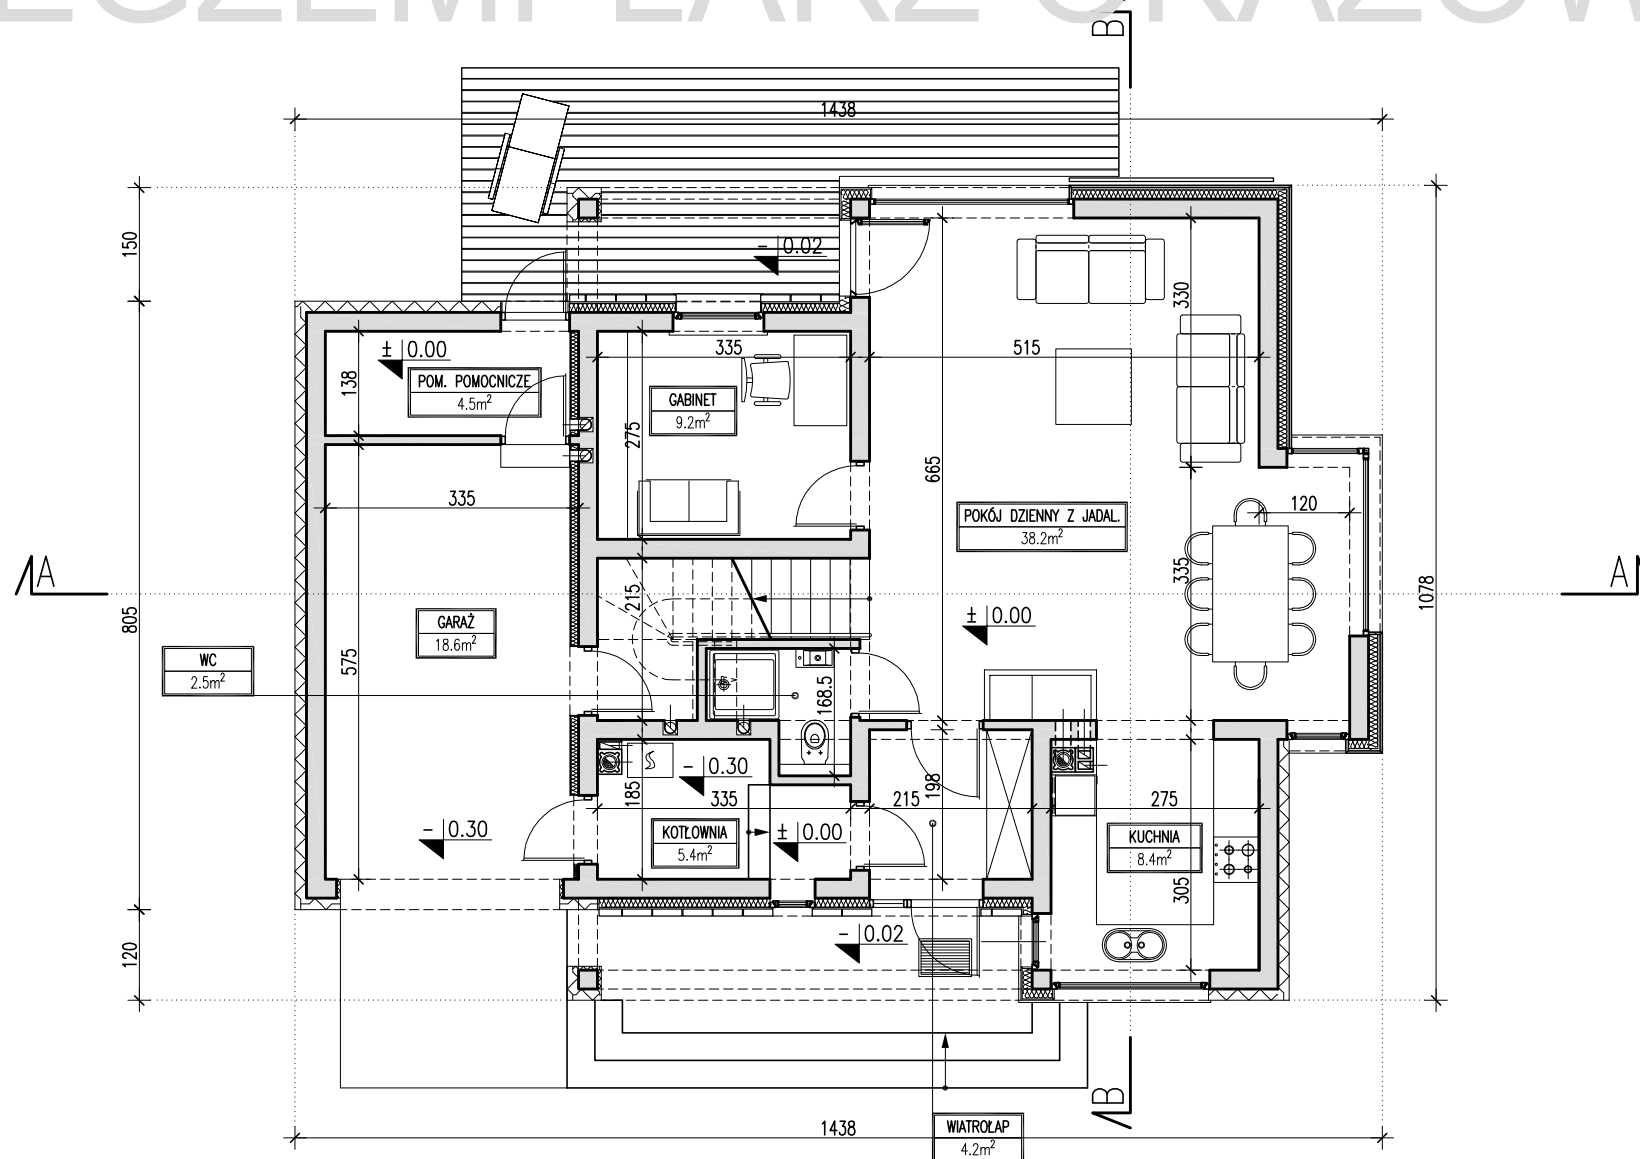 ECZEMPLARZ OKAZOW
B
1438
150
- 0.02
330
± 0.00
335
515
138
POM. POMOCNICZE
4.5m²
GABINET
9.2m²
275
665
335
POKÓJ DZIENNY Z JADAL.
38.2m²
120
A
A
215
335
1078
805
GARAŻ
18.6m²
± 0.00
WC
2.5m²
575
168.5
- 0.30
185
335
215
198
275
- 0.30
KOTŁOWNIA
5.4m²
± 0.00
KUCHNIA
8.4m²
305
120
- 0.02
B
1438
WIATROŁAP
4.2m²